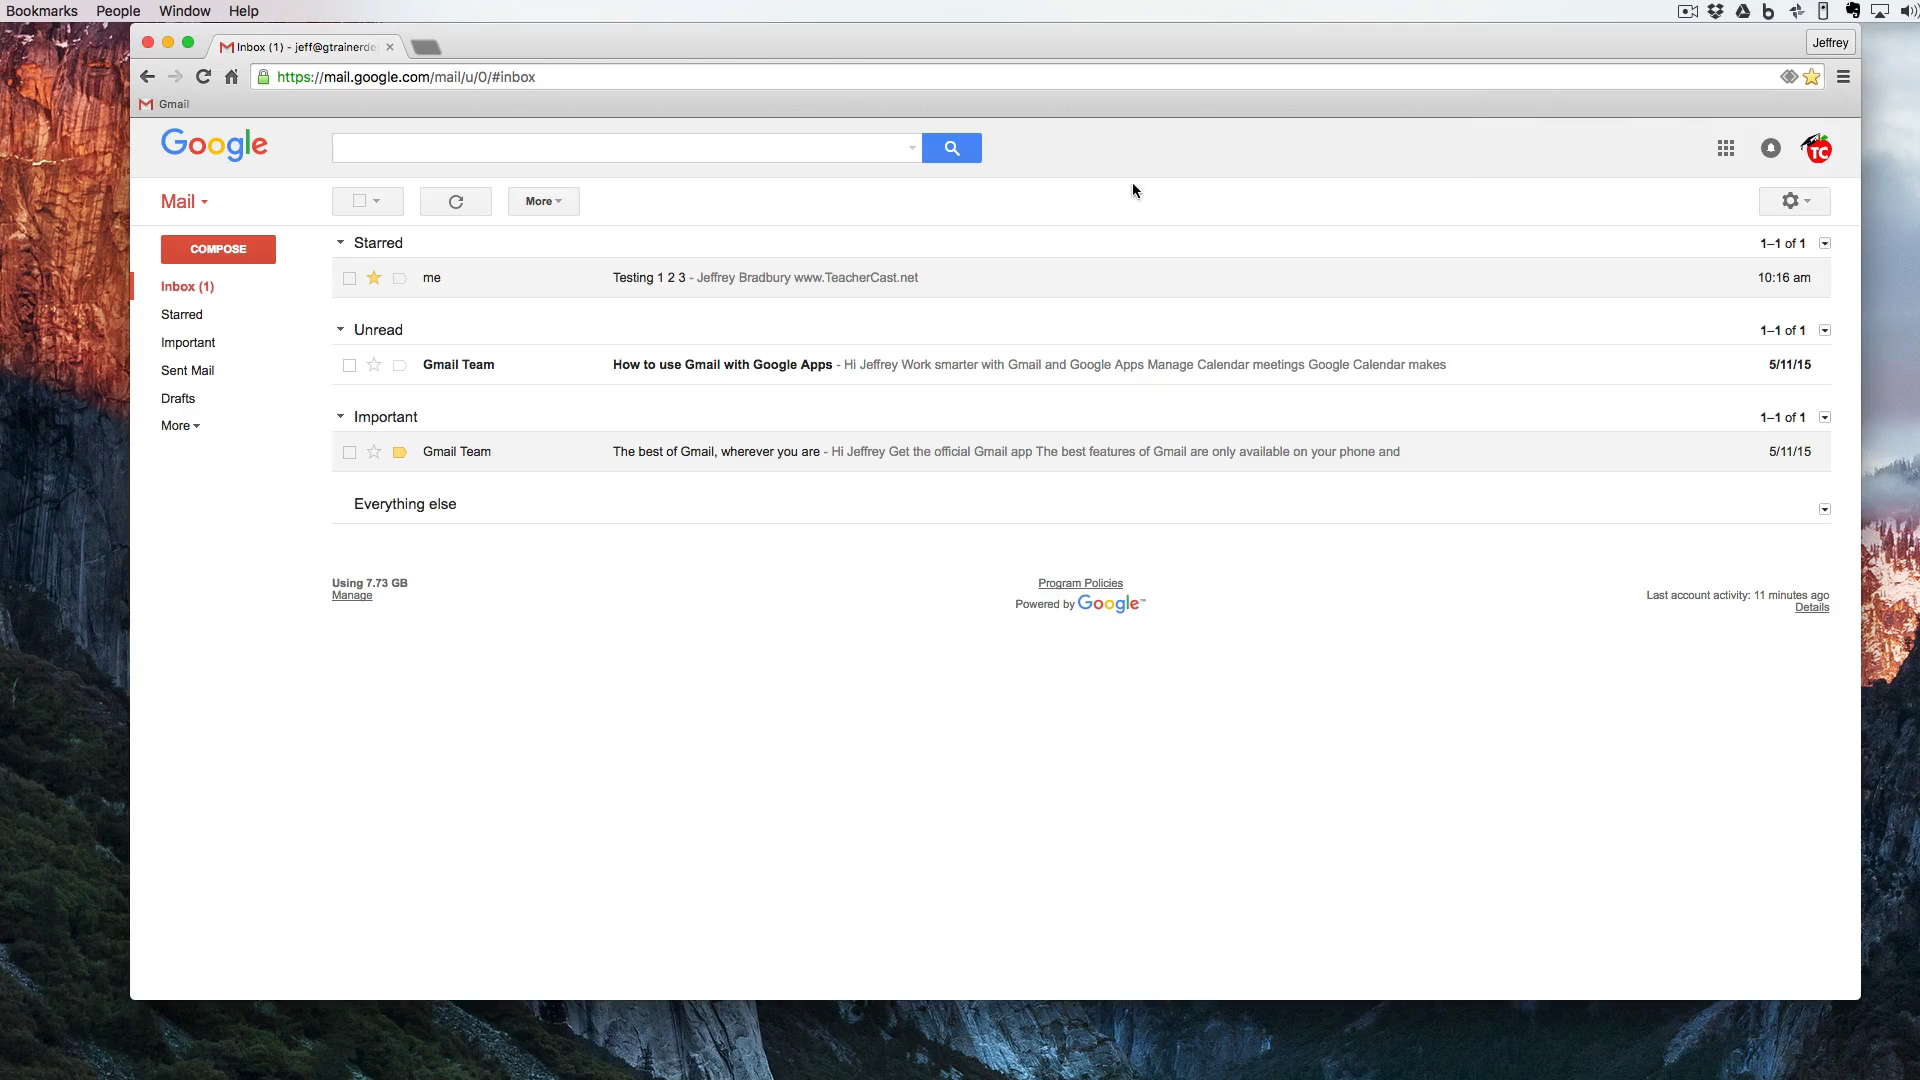 Bookmarks People Window Help
Inbox (1) - jeff@gtrainerde
Jeffrey
https://mail.google.com/mail/u/0/#inbox
Gmail
Google
TC
Mail
More
COMPOSE
Starred 1–1 of 1
me Testing 1 2 3 - Jeffrey Bradbury www.TeacherCast.net 10:16 am
Inbox (1)
Starred
Important
Sent Mail
Drafts
More
Unread 1–1 of 1
Gmail Team How to use Gmail with Google Apps - Hi Jeffrey Work smarter with Gmail and Google Apps Manage Calendar meetings Google Calendar makes 5/11/15
Important 1–1 of 1
Gmail Team The best of Gmail, wherever you are - Hi Jeffrey Get the official Gmail app The best features of Gmail are only available on your phone and 5/11/15
Everything else
Using 7.73 GB
Manage
Program Policies
Powered by Google™
Last account activity: 11 minutes ago
Details